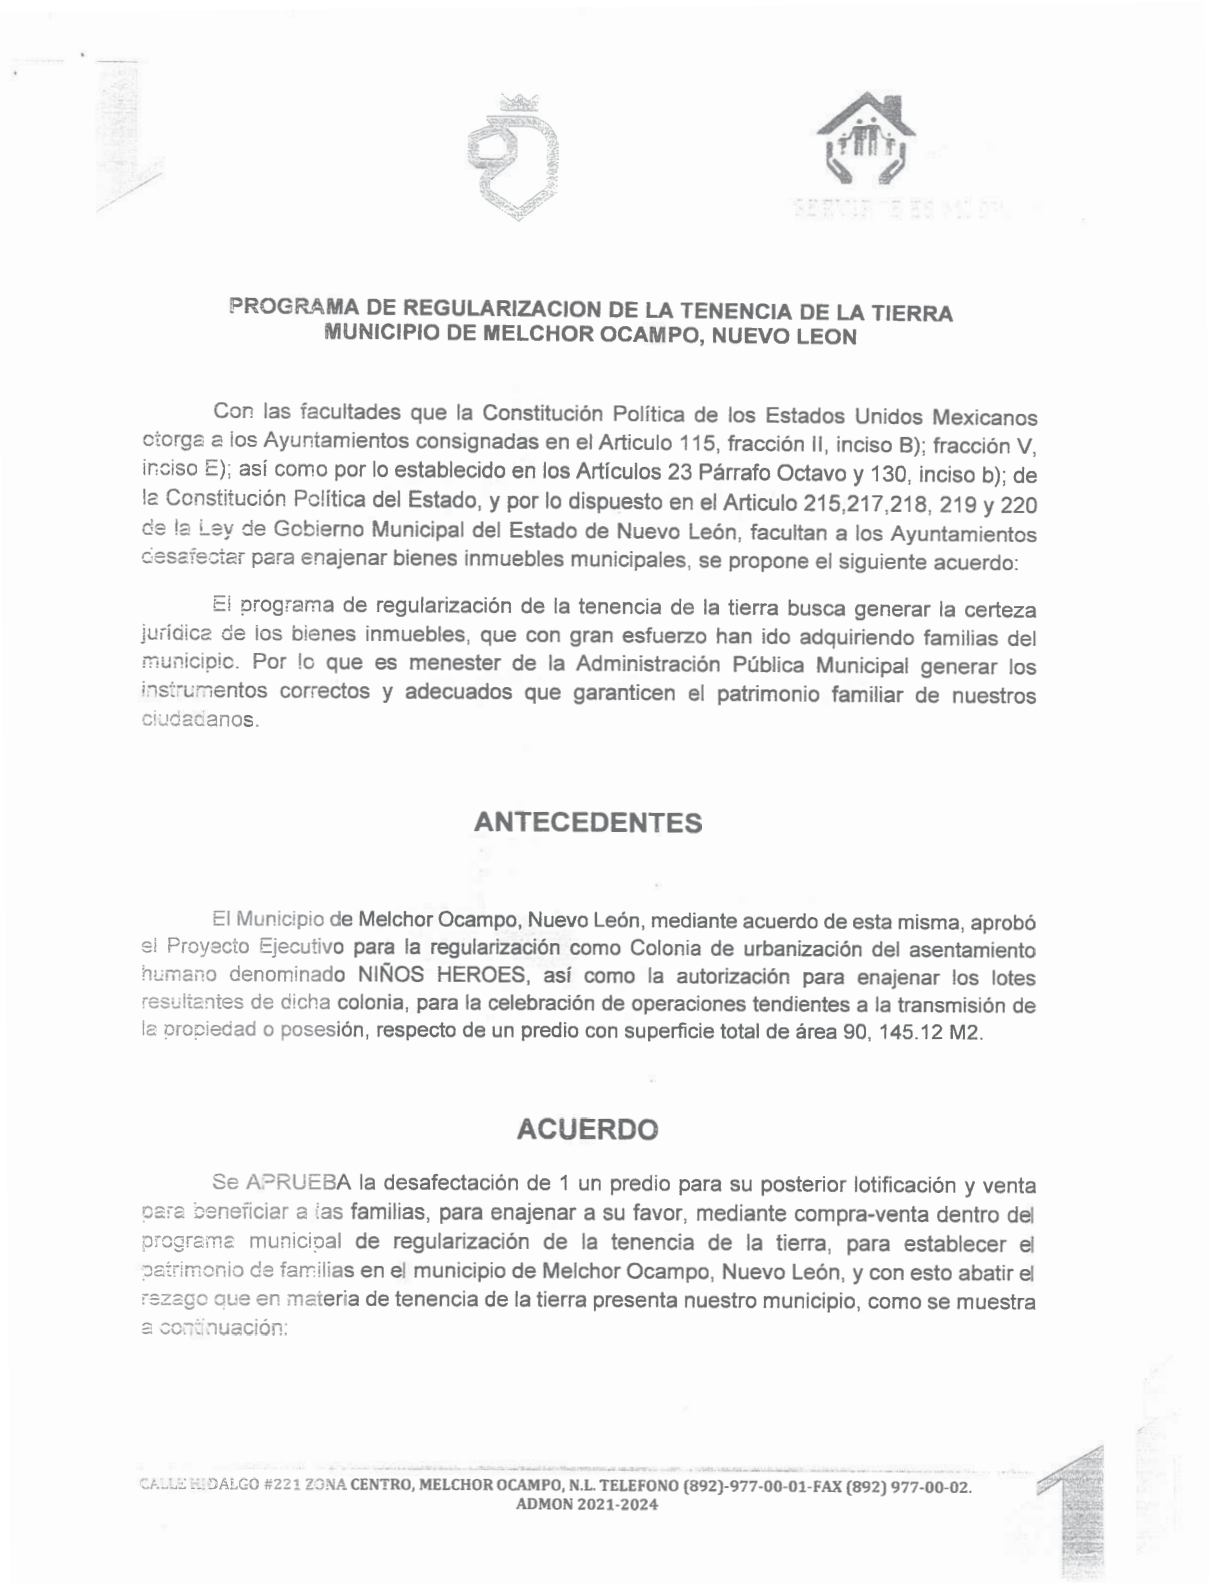 PROGRAMA DE REGULARIZACION DE LA TENENCIA DE LA TIERRA
MUNICIPIO DE MELCHOR OCAMPO, NUEVO LEON
Con las facultades que la Constitución Política de los Estados Unidos Mexicanos
otorga a los Ayuntamientos consignadas en el Articulo 115, fracción II, inciso B); fracción V,
inciso E); así como por lo establecido en los Artículos 23 Párrafo Octavo y 130, inciso b); de
la Constitución Política del Estado, y por lo dispuesto en el Articulo 215,217,218, 219 y 220
de la Ley de Gobierno Municipal del Estado de Nuevo León, facultan a los Ayuntamientos
desafectar para enajenar bienes inmuebles municipales, se propone el siguiente acuerdo:
El programa de regularización de la tenencia de la tierra busca generar la certeza
jurídica de los bienes inmuebles, que con gran esfuerzo han ido adquiriendo familias del
municipio. Por lo que es menester de la Administración Pública Municipal generar los
instrumentos correctos y adecuados que garanticen el patrimonio familiar de nuestros
ciudadanos.
ANTECEDENTES
El Municipio de Melchor Ocampo, Nuevo León, mediante acuerdo de esta misma, aprobó
el Proyecto Ejecutivo para la regularización como Colonia de urbanización del asentamiento
humano denominado NIÑOS HEROES, así como la autorización para enajenar los lotes
resultantes de dicha colonia, para la celebración de operaciones tendientes a la transmisión de
la propiedad o posesión, respecto de un predio con superficie total de área 90, 145.12 M2.
ACUERDO
Se APRUEBA la desafectación de 1 un predio para su posterior lotificación y venta
para beneficiar a las familias, para enajenar a su favor, mediante compra-venta dentro del
programa municipal de regularización de la tenencia de la tierra, para establecer el
patrimonio de familias en el municipio de Melchor Ocampo, Nuevo León, y con esto abatir el
rezago que en materia de tenencia de la tierra presenta nuestro municipio, como se muestra
a continuación:
CALLE HIDALGO #221 ZONA CENTRO, MELCHOR OCAMPO, N.L. TELEFONO (892)-977-00-01-FAX (892) 977-00-02.
ADMON 2021-2024